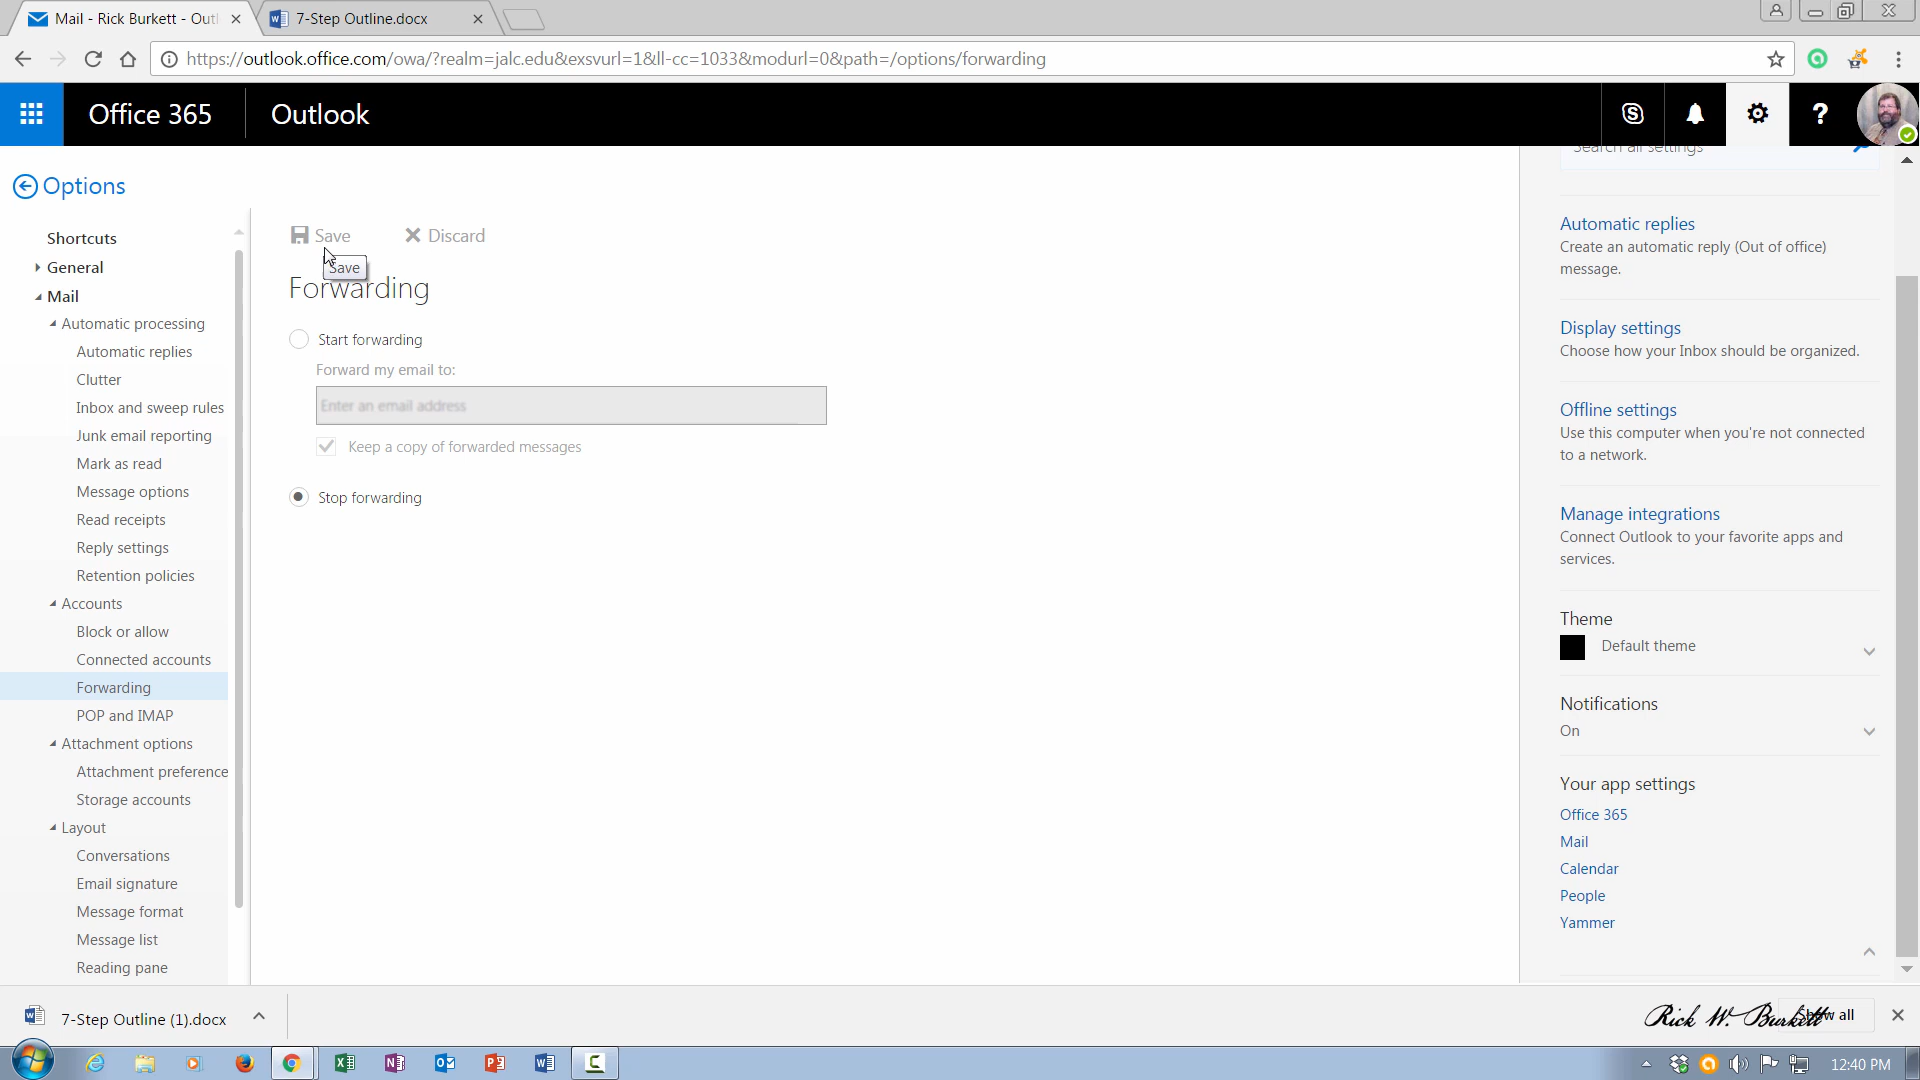 Mail - Rick Burkett - Outl
7-Step Outline.docx
https://outlook.office.com/owa/?realm=jalc.edu&exsvurl=1&ll-cc=1033&modurl=0&path=/options/forwarding
Office 365
Outlook
Options
Shortcuts
General
Mail
Automatic processing
Automatic replies
Clutter
Inbox and sweep rules
Junk email reporting
Mark as read
Message options
Read receipts
Reply settings
Retention policies
Accounts
Block or allow
Connected accounts
Forwarding
POP and IMAP
Attachment options
Attachment preference
Storage accounts
Layout
Conversations
Email signature
Message format
Message list
Reading pane
Save
Discard
Save
Forwarding
Start forwarding
Forward my email to:
Enter an email address
Keep a copy of forwarded messages
Stop forwarding
Search all settings
Automatic replies
Create an automatic reply (Out of office)
message.
Display settings
Choose how your Inbox should be organized.
Offline settings
Use this computer when you're not connected
to a network.
Manage integrations
Connect Outlook to your favorite apps and
services.
Theme
Default theme
Notifications
On
Your app settings
Office 365
Mail
Calendar
People
Yammer
7-Step Outline (1).docx
Rick W. Burkett
Show all
12:40 PM